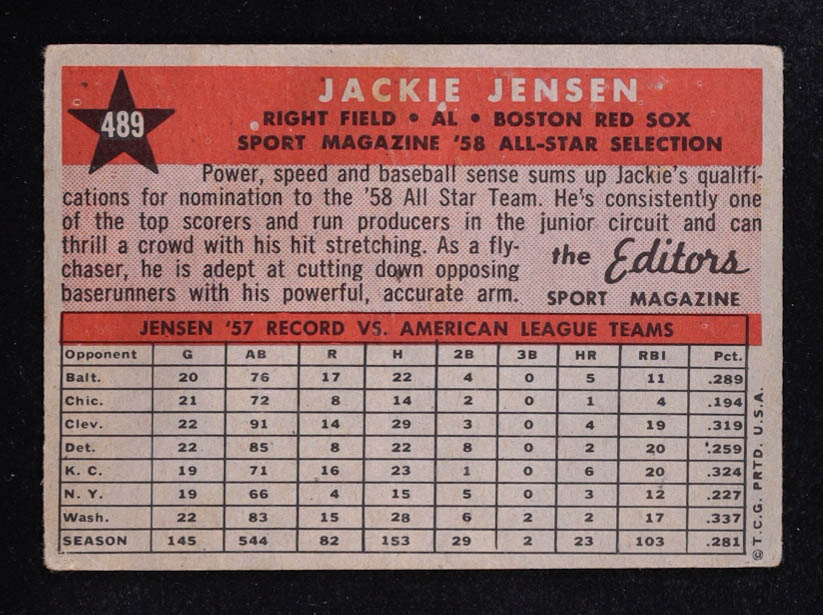 489
JACKIE JENSEN
RIGHT FIELD • AL • BOSTON RED SOX
SPORT MAGAZINE '58 ALL-STAR SELECTION
Power, speed and baseball sense sums up Jackie's qualifi-
cations for nomination to the '58 All Star Team. He's consistently one
of the top scorers and run producers in the junior circuit and can
thrill a crowd with his hit stretching. As a fly-
chaser, he is adept at cutting down opposing
baserunners with his powerful, accurate arm.
the Editors
SPORT MAGAZINE
JENSEN '57 RECORD VS. AMERICAN LEAGUE TEAMS
Opponent G AB R H 2B 3B HR RBI Pct.
Balt. 20 76 17 22 4 0 5 11 .289
Chic. 21 72 8 14 2 0 1 4 .194
Clev. 22 91 14 29 3 0 4 19 .319
Det. 22 85 8 22 8 0 2 20 .259
K. C. 19 71 16 23 1 0 6 20 .324
N. Y. 19 66 4 15 5 0 3 12 .227
Wash. 22 83 15 28 6 2 2 17 .337
SEASON 145 544 82 153 29 2 23 103 .281
© T.C.G. PRTD. U.S.A.